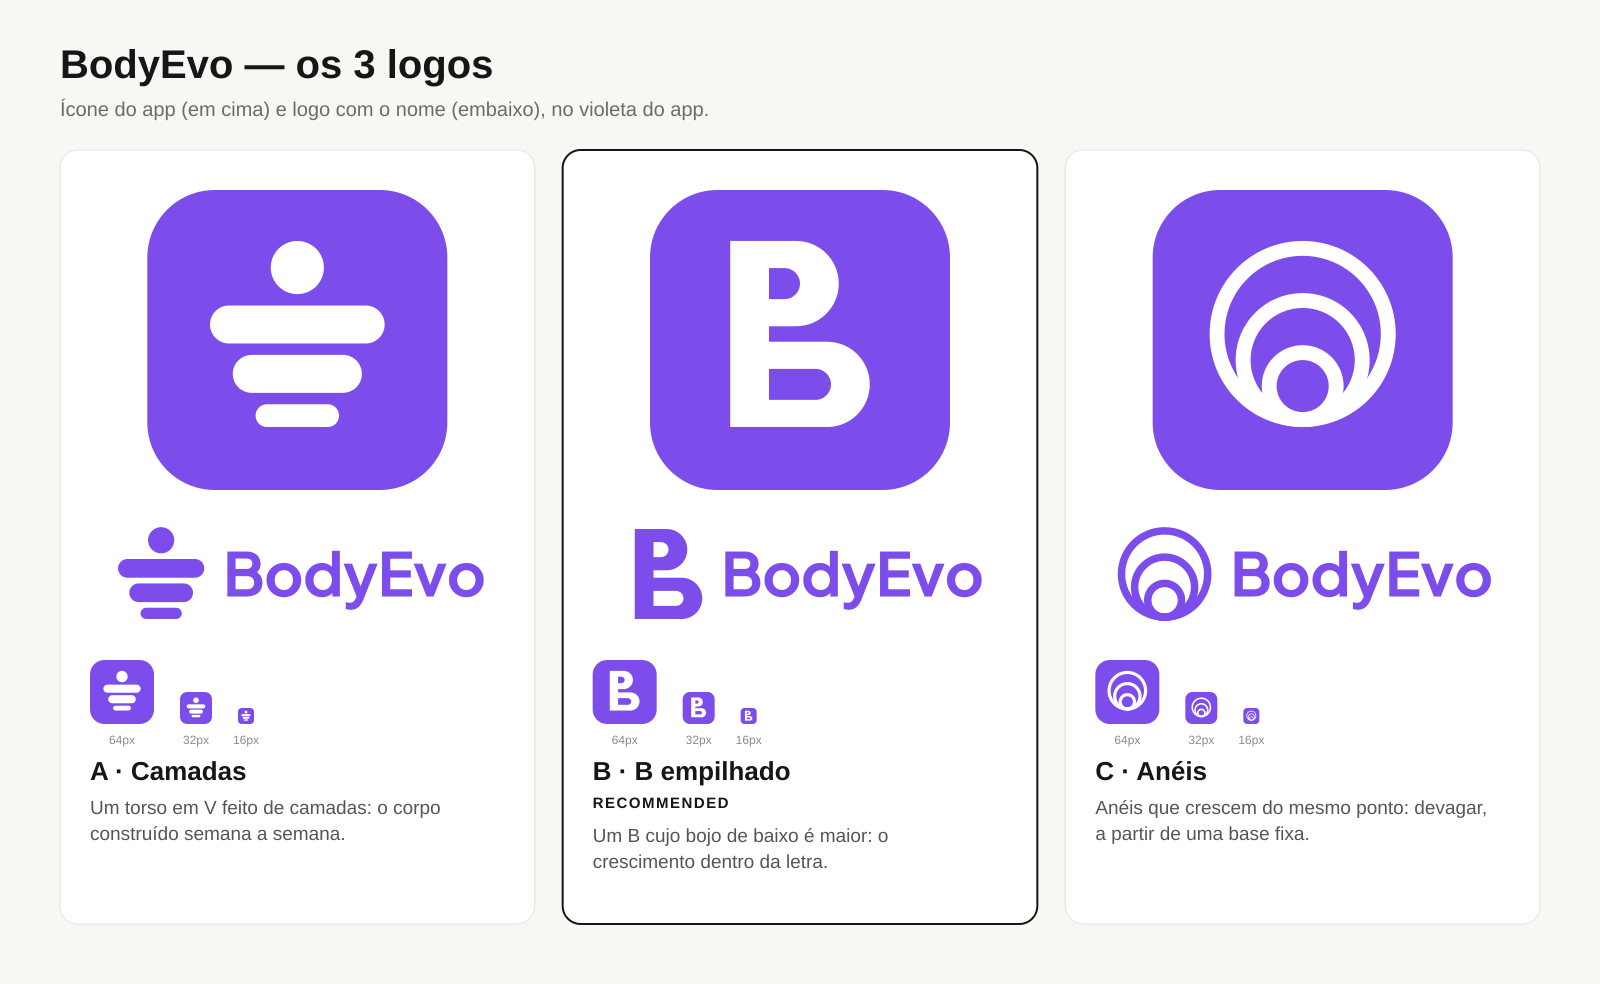 BodyEvo — os 3 logos
Ícone do app (em cima) e logo com o nome (embaixo), no violeta do app.
B
BodyEvo
B BodyEvo
BodyEvo
B
B
B
64px
32px
16px
64px
32px
16px
64px
32px
16px
A · Camadas
Um torso em V feito de camadas: o corpo
construído semana a semana.
B · B empilhado
RECOMMENDED
Um B cujo bojo de baixo é maior: o
crescimento dentro da letra.
C · Anéis
Anéis que crescem do mesmo ponto: devagar,
a partir de uma base fixa.